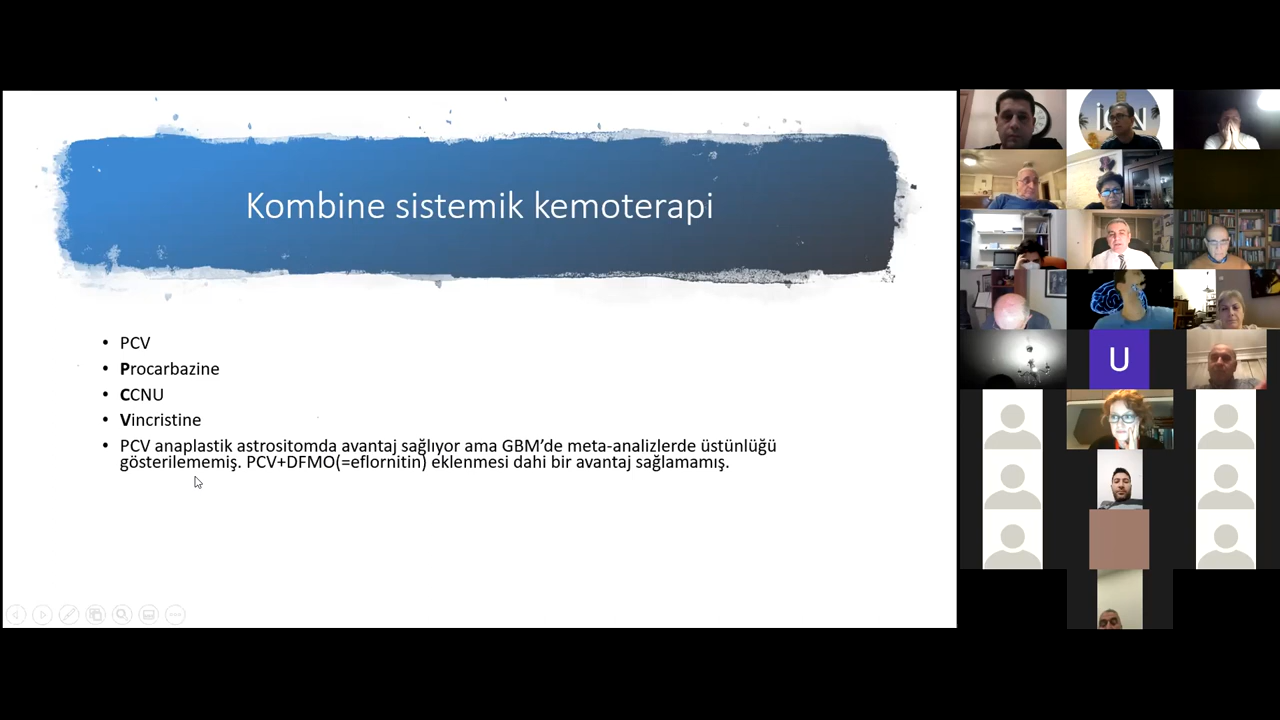 Kombine sistemik kemoterapi
• PCV
• Procarbazine
• CCNU
• Vincristine
• PCV anaplastik astrositomda avantaj sağlıyor ama GBM’de meta-analizlerde üstünlüğü
gösterilememiş. PCV+DFMO(=eflornitin) eklenmesi dahi bir avantaj sağlamamış.
U